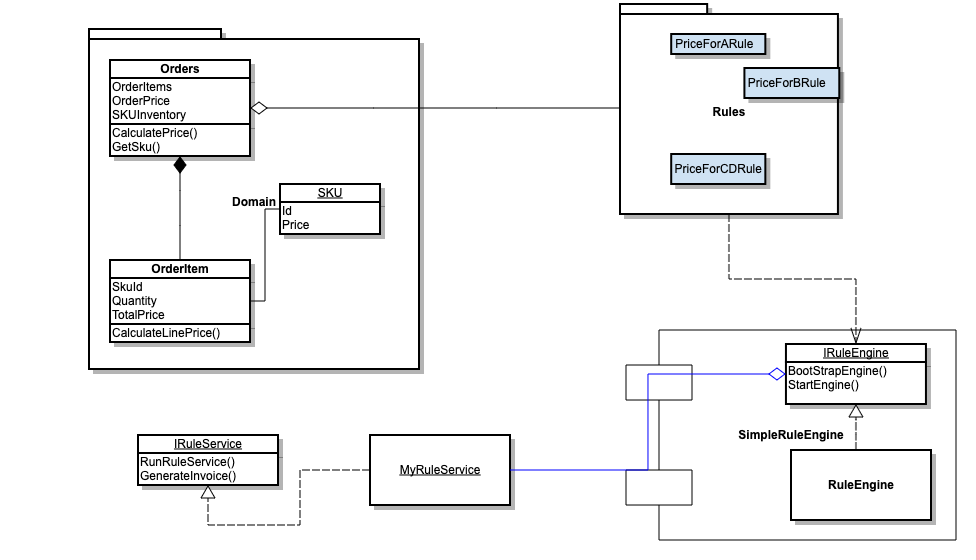 Orders
OrderItems
OrderPrice
SKUInventory
CalculatePrice()
GetSku()
Domain
SKU
Id
Price
OrderItem
SkuId
Quantity
TotalPrice
CalculateLinePrice()
PriceForARule
PriceForBRule
Rules
PriceForCDRule
IRuleEngine
BootStrapEngine()
StartEngine()
SimpleRuleEngine
RuleEngine
IRuleService
RunRuleService()
GenerateInvoice()
MyRuleService